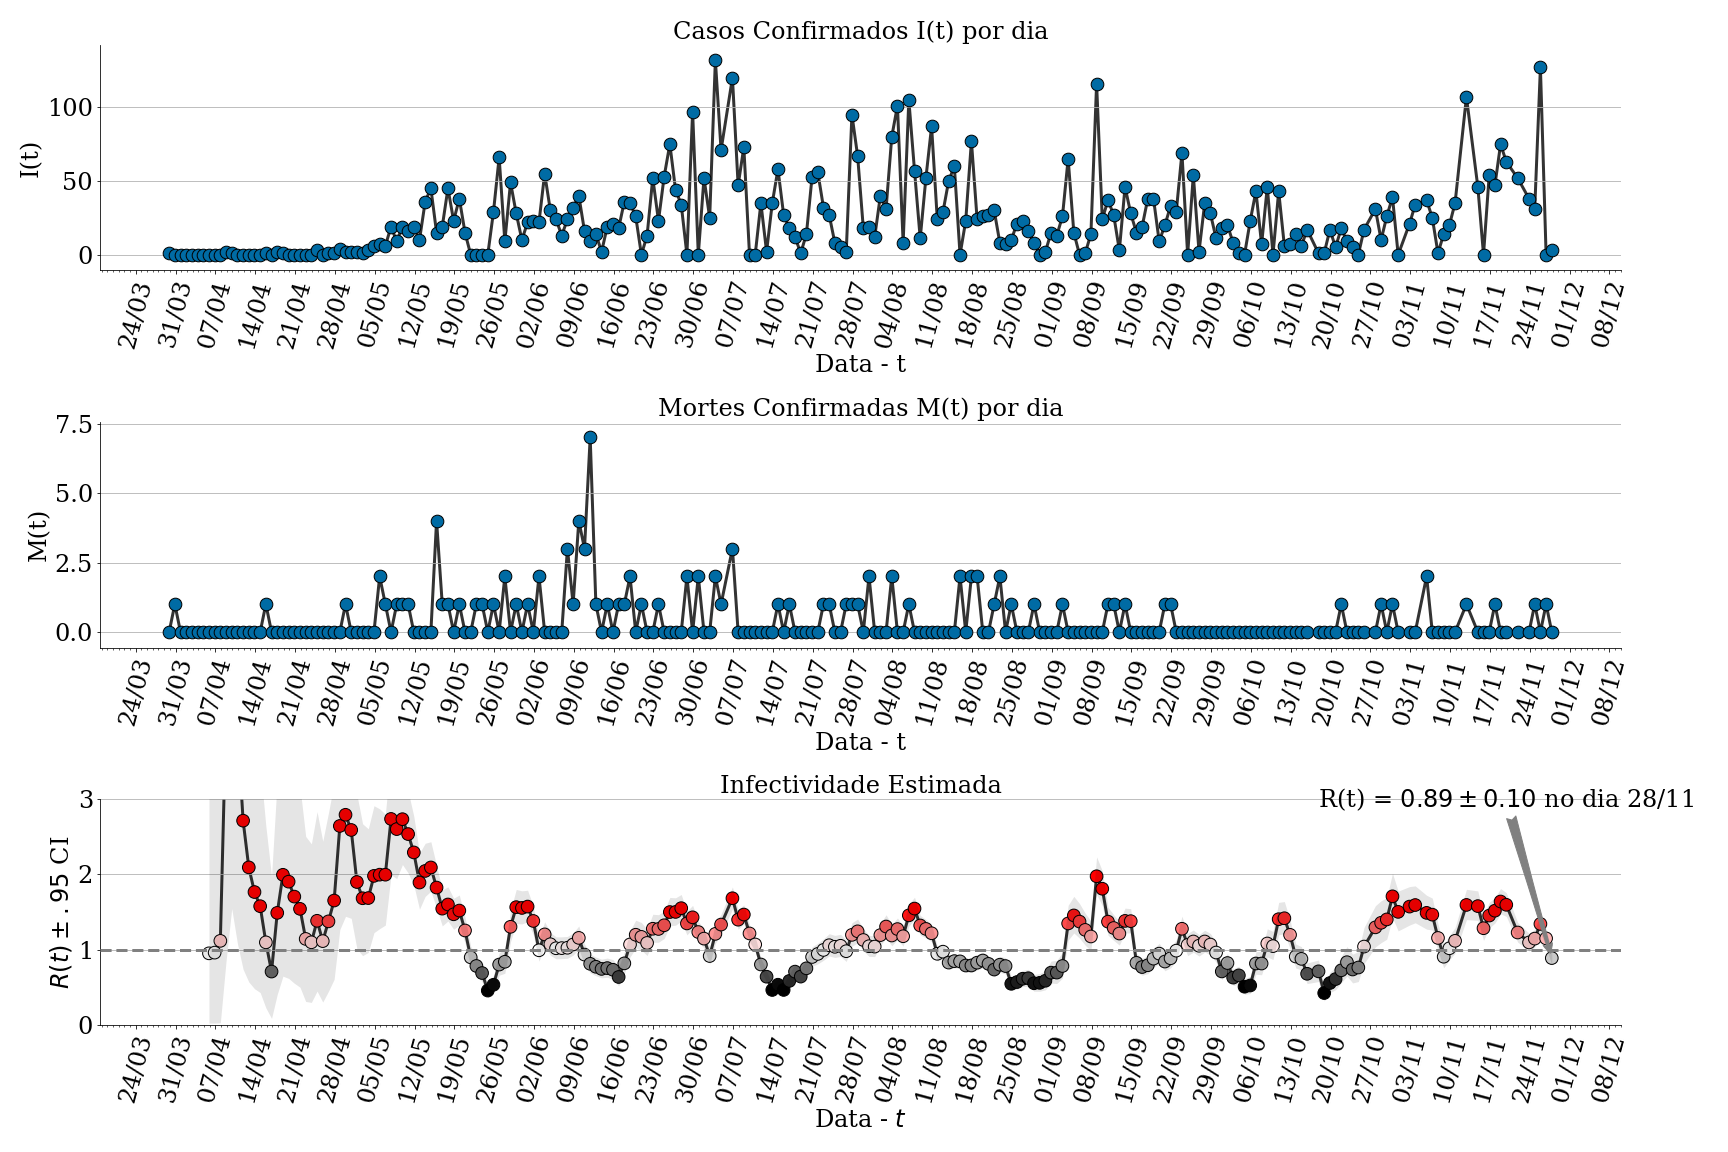 Casos Confirmados I(t) por dia
I(t)
100
50
0
24/03 31/03 07/04 14/04 21/04 28/04 05/05 12/05 19/05 26/05 02/06 09/06 16/06 23/06 30/06 07/07 14/07 21/07 28/07 04/08 11/08 18/08 25/08 01/09 08/09 15/09 22/09 29/09 06/10 13/10 20/10 27/10 03/11 10/11 17/11 24/11 01/12 08/12
Data - t
Mortes Confirmadas M(t) por dia
M(t)
7.5
5.0
2.5
0.0
24/03 31/03 07/04 14/04 21/04 28/04 05/05 12/05 19/05 26/05 02/06 09/06 16/06 23/06 30/06 07/07 14/07 21/07 28/07 04/08 11/08 18/08 25/08 01/09 08/09 15/09 22/09 29/09 06/10 13/10 20/10 27/10 03/11 10/11 17/11 24/11 01/12 08/12
Data - t
Infectividade Estimada
R(t) = 0.89 ± 0.10 no dia 28/11
R(t) ± .95 CI
3
2
1
0
24/03 31/03 07/04 14/04 21/04 28/04 05/05 12/05 19/05 26/05 02/06 09/06 16/06 23/06 30/06 07/07 14/07 21/07 28/07 04/08 11/08 18/08 25/08 01/09 08/09 15/09 22/09 29/09 06/10 13/10 20/10 27/10 03/11 10/11 17/11 24/11 01/12 08/12
Data - t